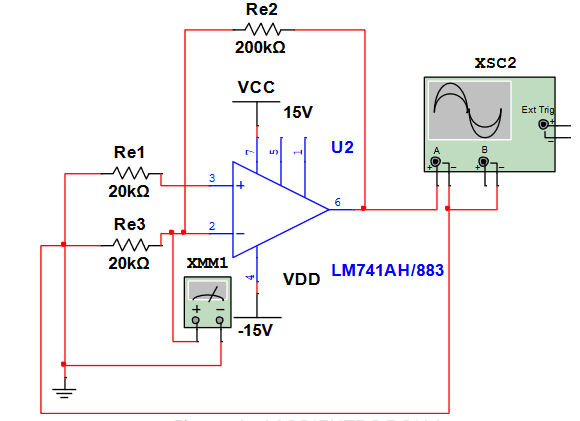 Re2
200kΩ
XSC2
VCC
15V
Ext Trig
+
−
A
B
+
−
+
−
7
5
1
U2
Re1
20kΩ
3
+
6
Re3
20kΩ
2
−
XMM1
+
−
4
VDD
LM741AH/883
-15V